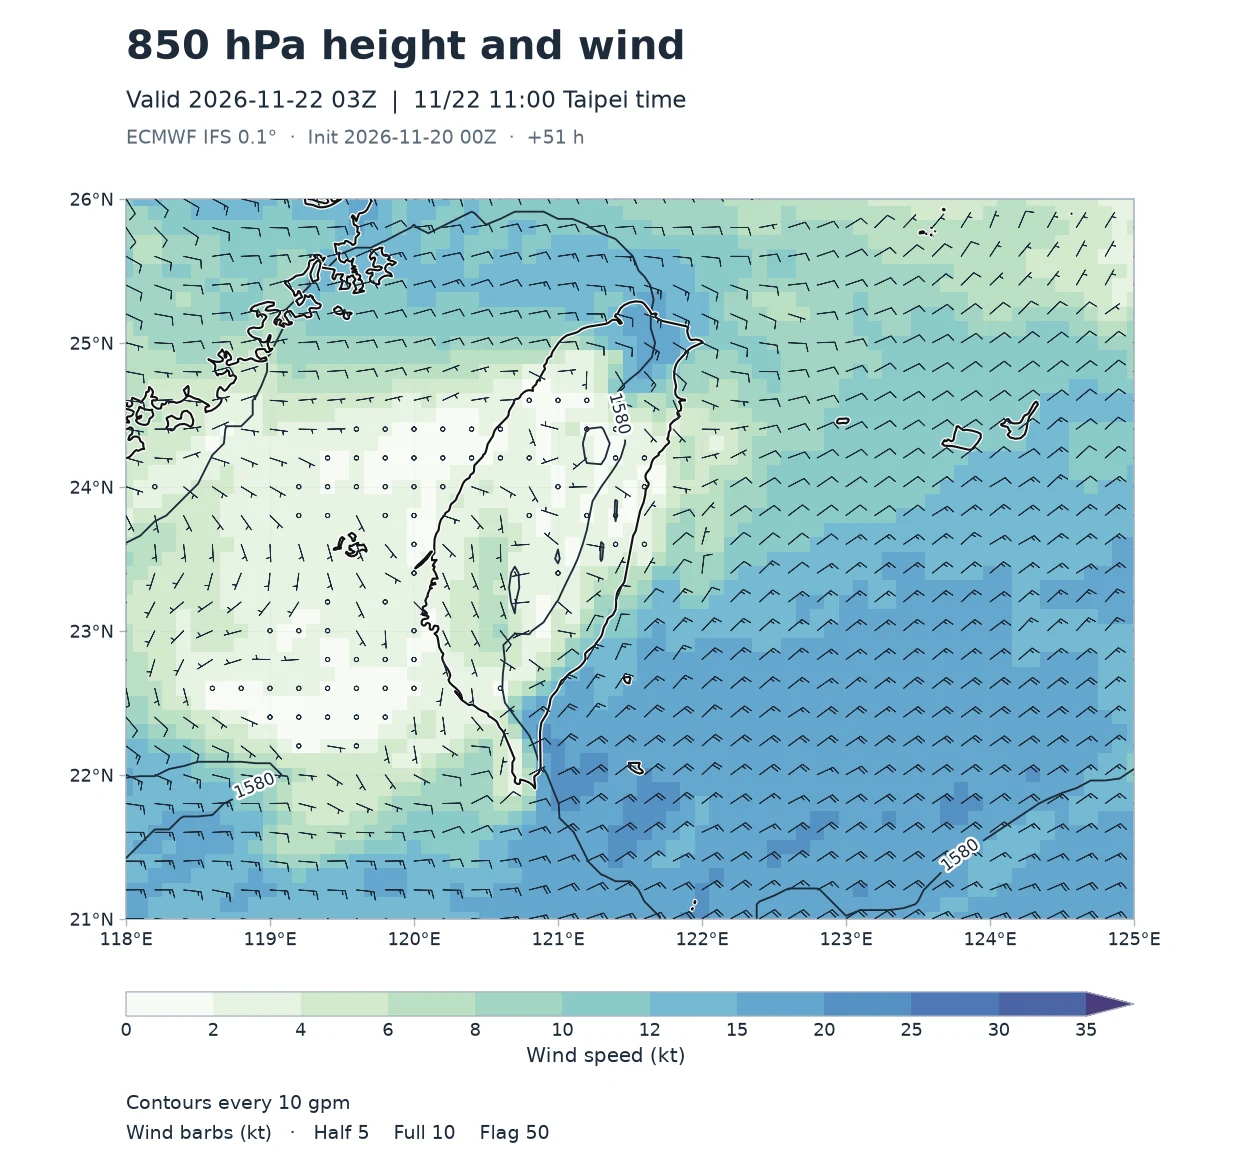 850 hPa height and wind
Valid 2026-11-22 03Z | 11/22 11:00 Taipei time
ECMWF IFS 0.1° · Init 2026-11-20 00Z · +51 h
26°N
25°N
24°N
23°N
22°N
21°N
1580
1580
1580
118°E 119°E 120°E 121°E 122°E 123°E 124°E 125°E
0 2 4 6 8 10 12 15 20 25 30 35
Wind speed (kt)
Contours every 10 gpm
Wind barbs (kt) · Half 5 Full 10 Flag 50